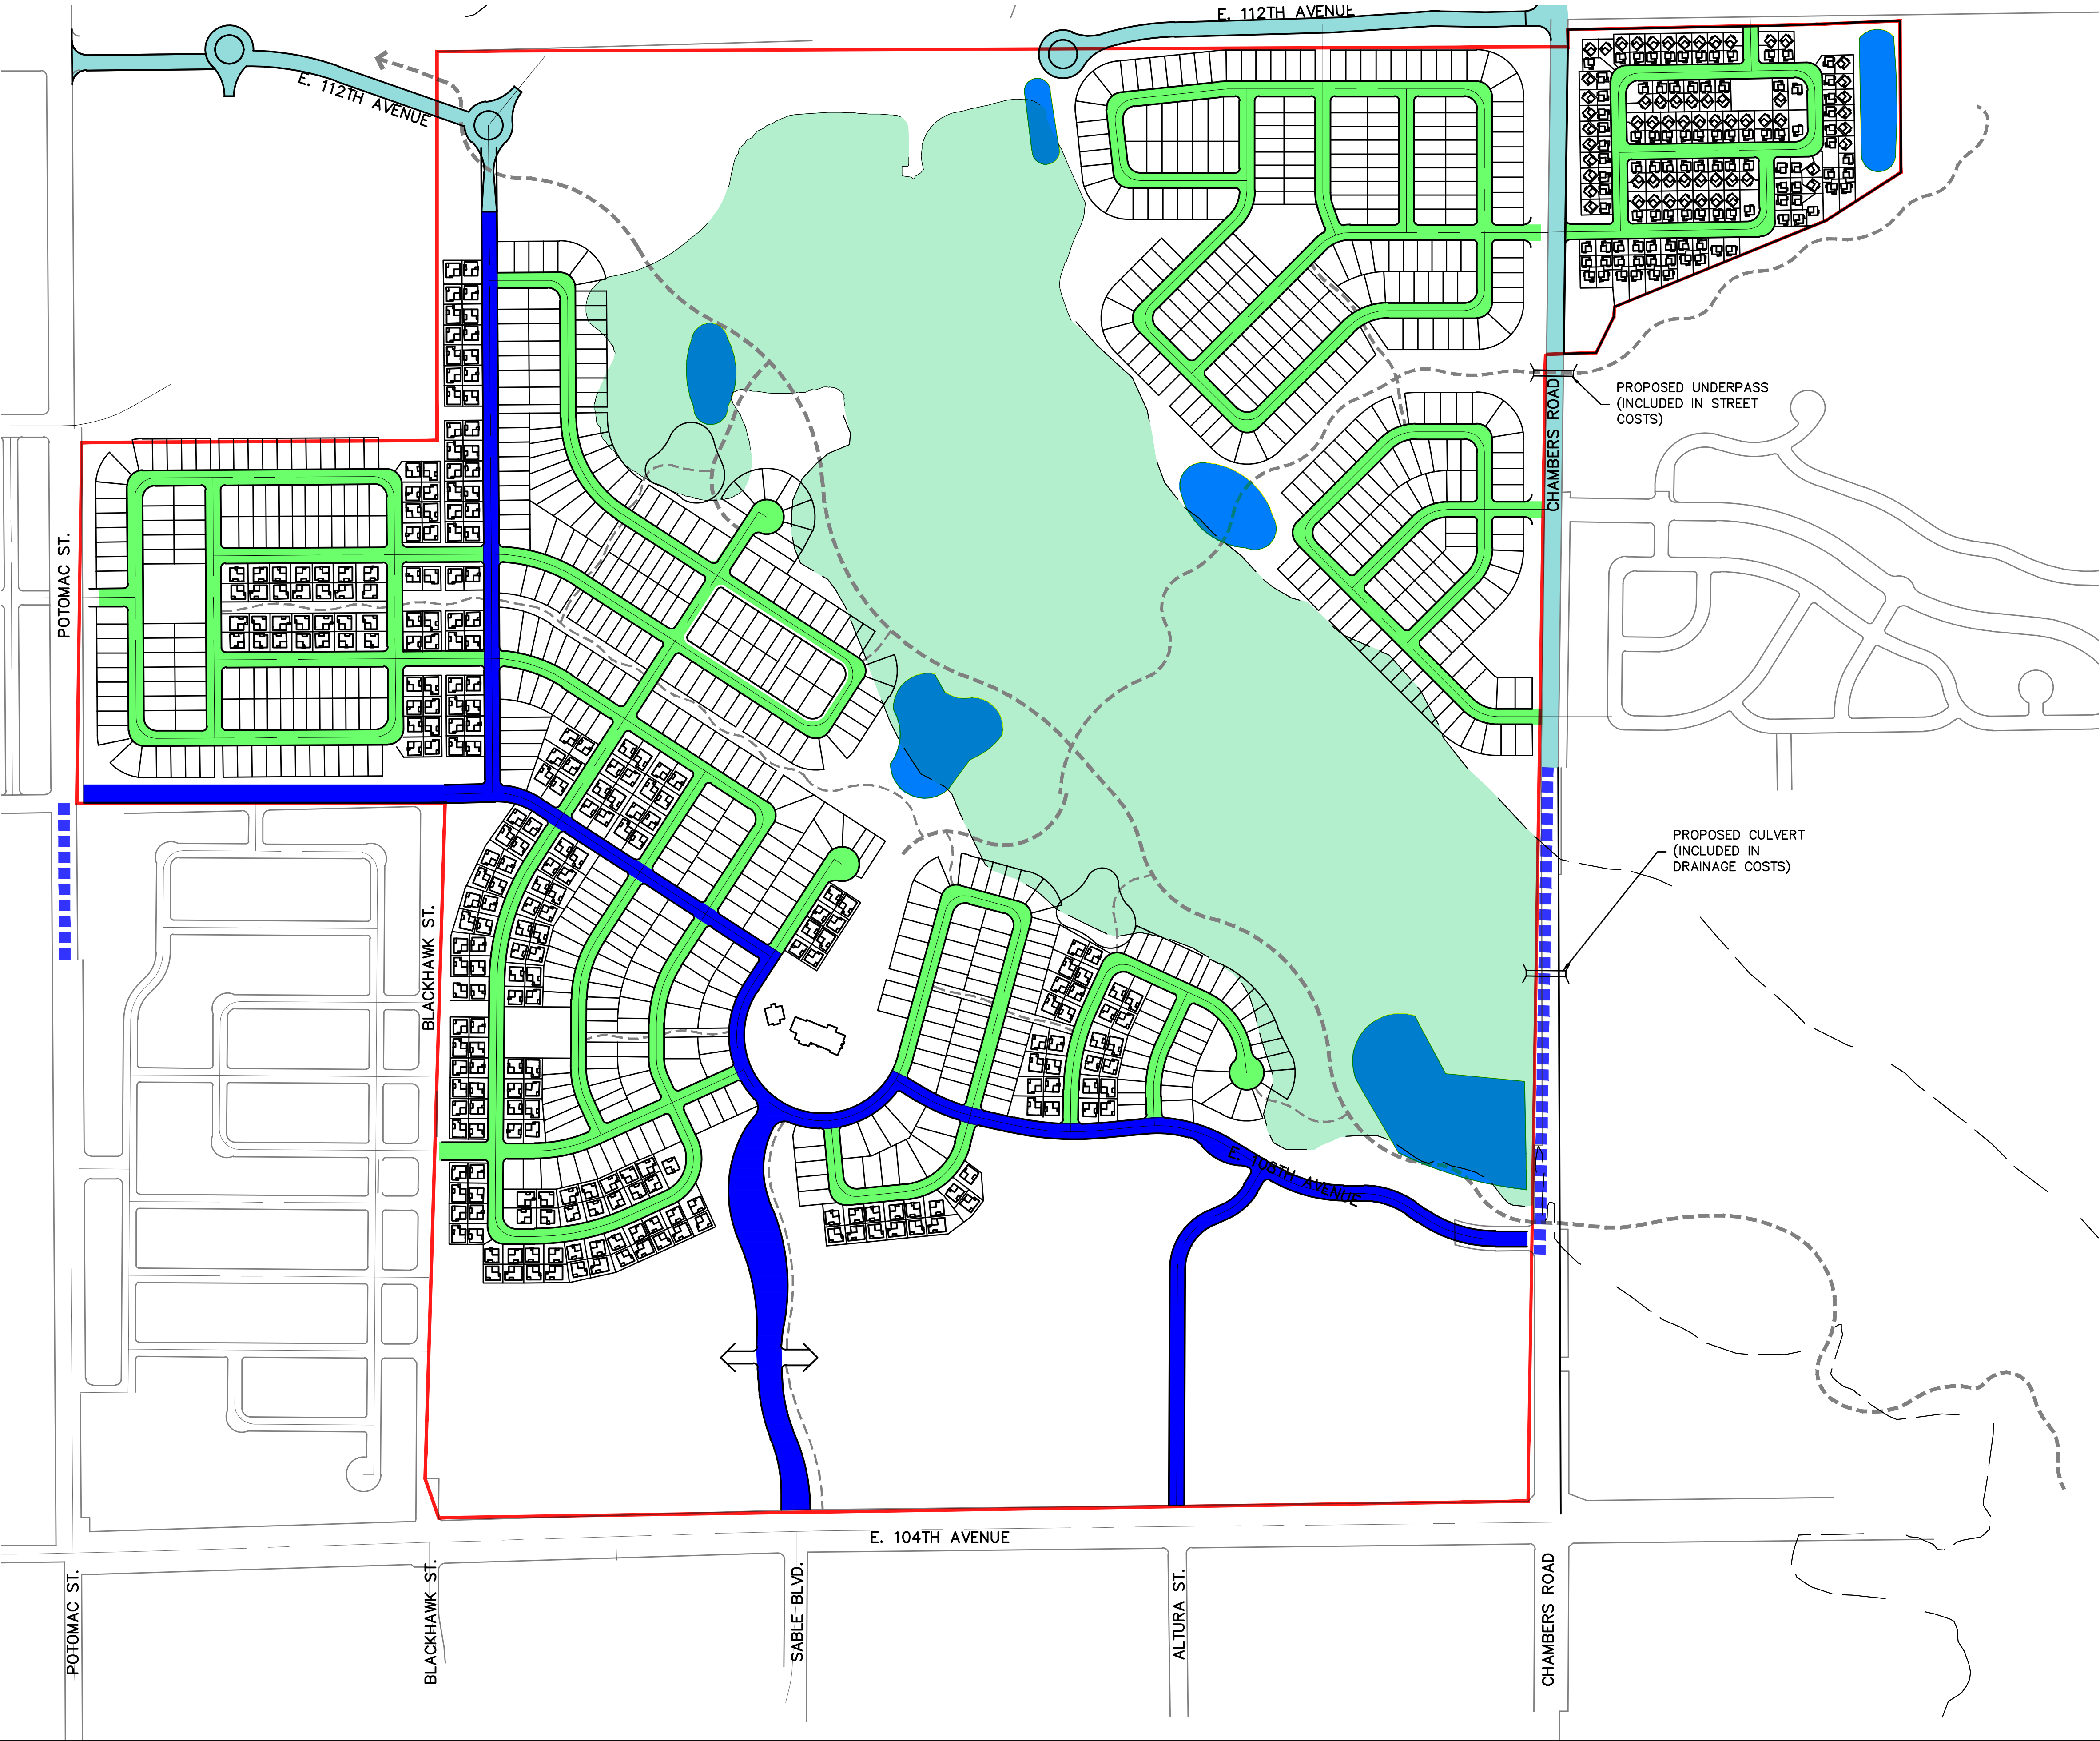 E. 112TH AVENUE
E. 112TH AVENUE
PROPOSED UNDERPASS
(INCLUDED IN STREET
COSTS)
CHAMBERS ROAD
POTOMAC ST.
PROPOSED CULVERT
(INCLUDED IN
DRAINAGE COSTS)
BLACKHAWK ST.
E. 108TH AVENUE
E. 104TH AVENUE
POTOMAC ST.
BLACKHAWK ST.
SABLE BLVD.
ALTURA ST.
CHAMBERS ROAD